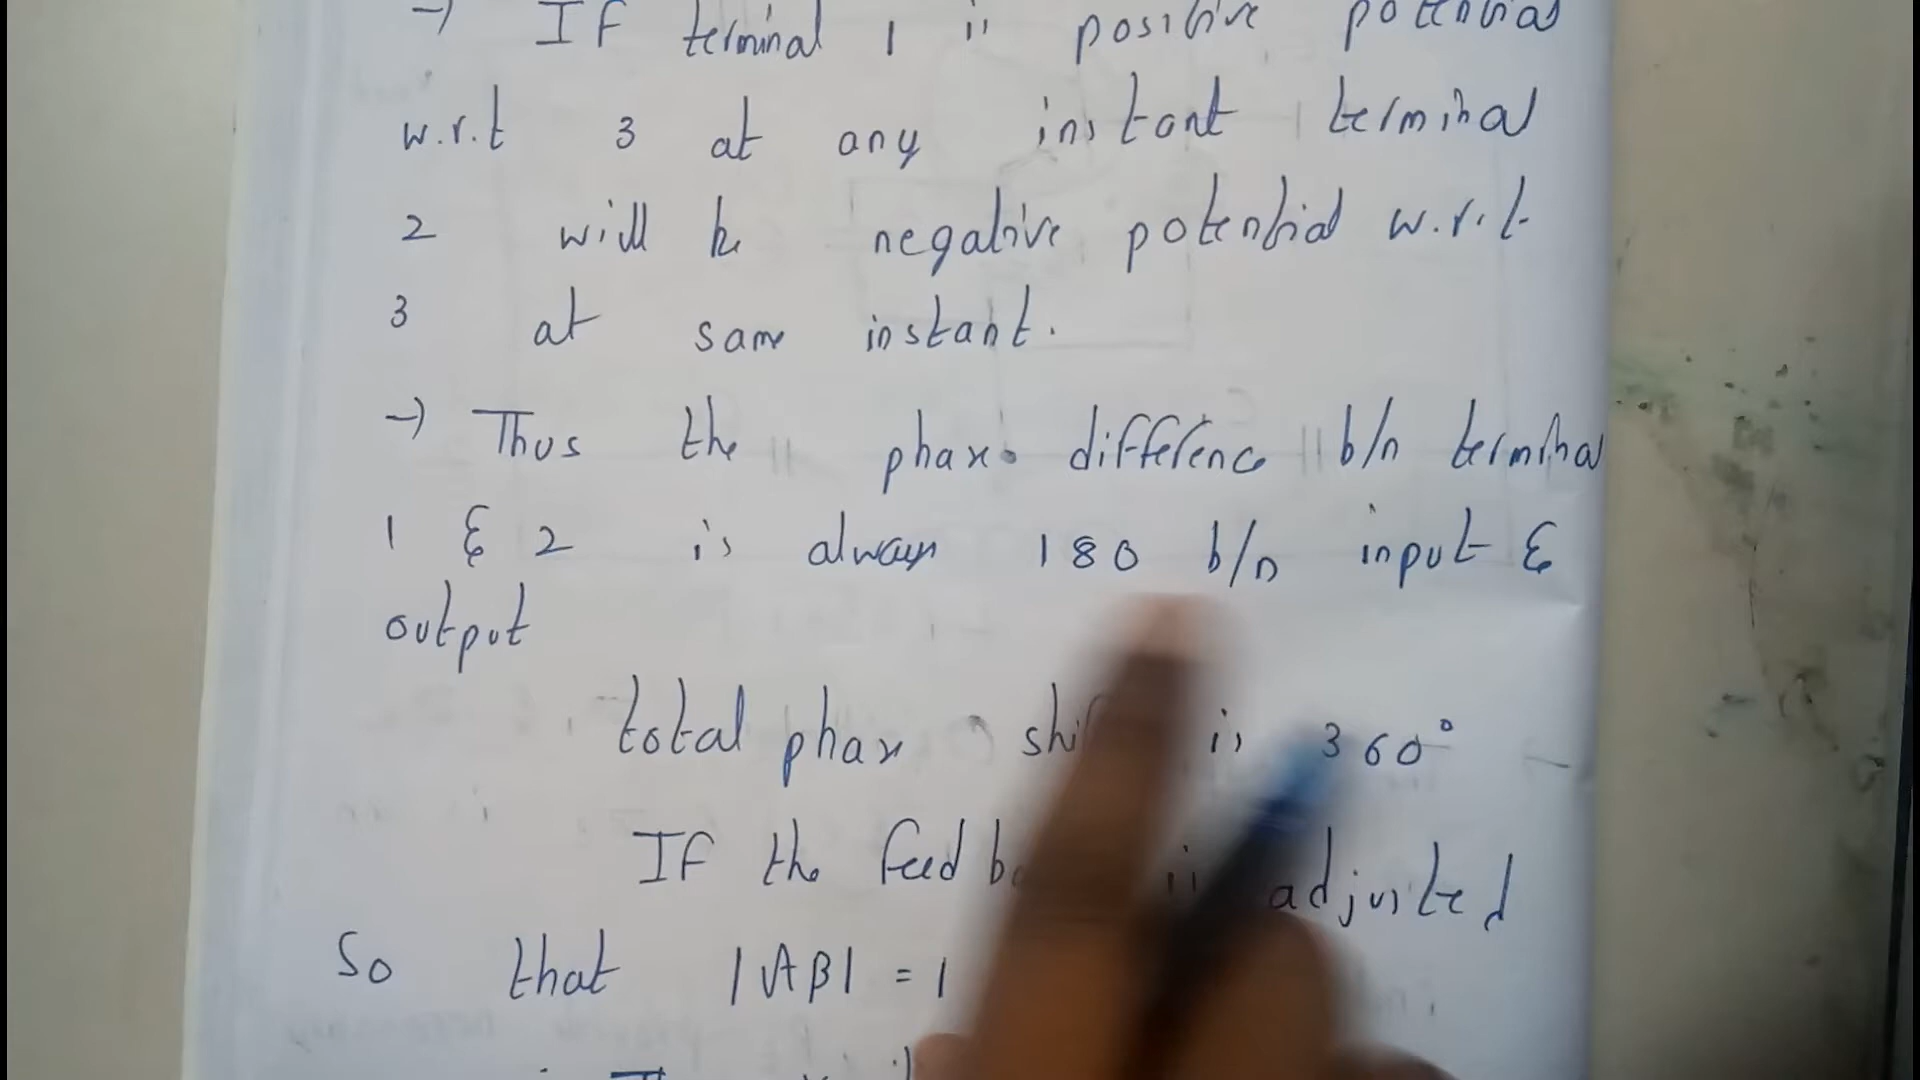 → If terminal 1 is positive potential
w.r.t 3 at any instant terminal
2 will be negative potential w.r.t
3 at same instant.
→ Thus the phase difference b/n terminal
1 & 2 is always 180 b/n input &
output
total phase is 360°
If the is adjusted
So that |Aβ| = 1